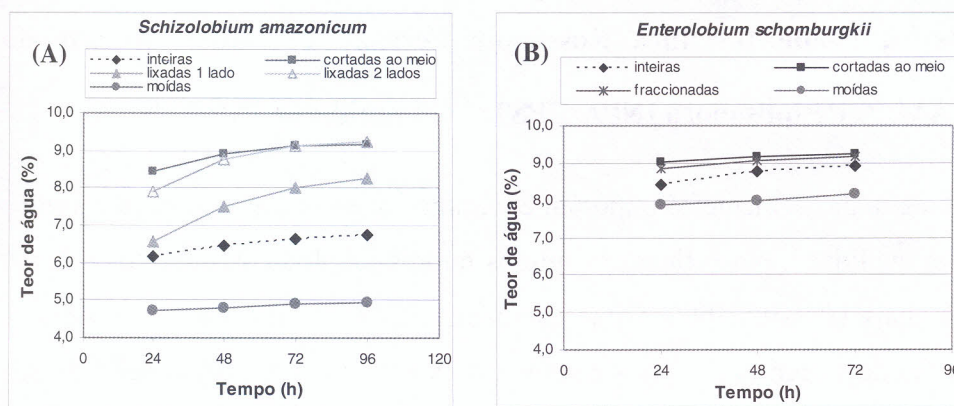 (A)
Schizolobium amazonicum
inteiras
cortadas ao meio
lixadas 1 lado
lixadas 2 lados
moídas
Teor de água (%)
10,0
9,0
8,0
7,0
6,0
5,0
4,0
0 24 48 72 96 120
Tempo (h)
(B)
Enterolobium schomburgkii
inteiras
cortadas ao meio
fraccionadas
moídas
Teor de água (%)
10,0
9,0
8,0
7,0
6,0
5,0
4,0
0 24 48 72 96
Tempo (h)